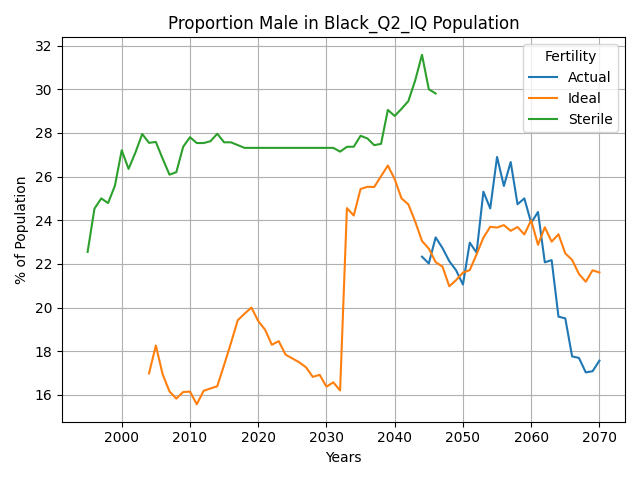 Proportion Male in Black_Q2_IQ Population
Fertility
Actual
Ideal
Sterile
% of Population
32
30
28
26
24
22
20
18
16
2000 2010 2020 2030 2040 2050 2060 2070
Years